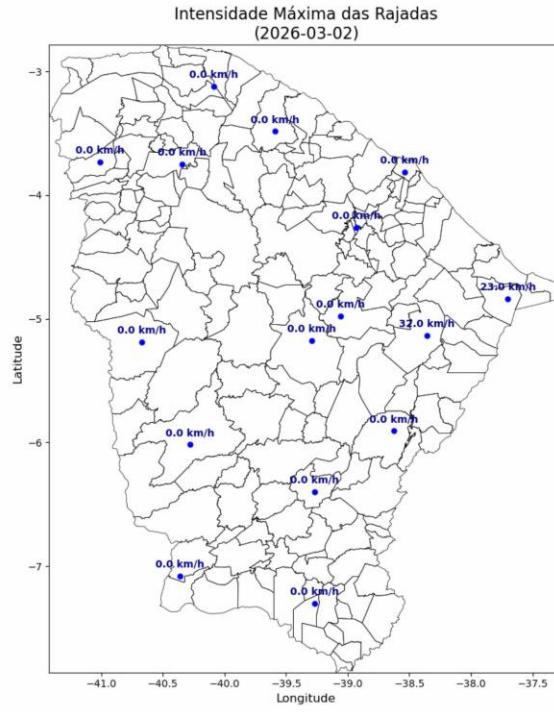 Intensidade Máxima das Rajadas
(2026-03-02)
−3
0.0 km/h
0.0 km/h
0.0 km/h
0.0 km/h
0.0 km/h
−4
0.0 km/h
23.0 km/h
0.0 km/h
32.0 km/h
−5
0.0 km/h
0.0 km/h
Latitude
0.0 km/h
−6
0.0 km/h
0.0 km/h
−7
0.0 km/h
0.0 km/h
−41.0
−40.5
−40.0
−39.5
−39.0
−38.5
−38.0
−37.5
Longitude